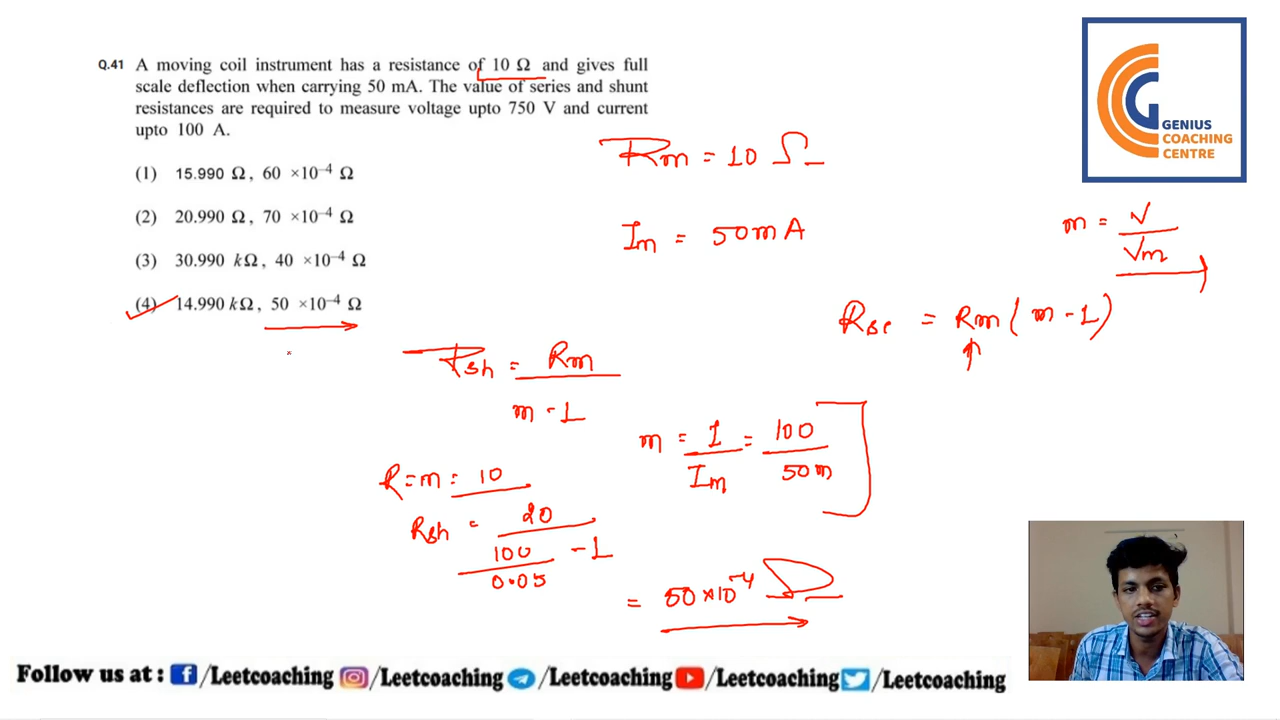 Q.41 A moving coil instrument has a resistance of 10 Ω and gives full
scale deflection when carrying 50 mA. The value of series and shunt
resistances are required to measure voltage upto 750 V and current
upto 100 A.
(1) 15.990 Ω, 60 ×10⁻⁴ Ω
(2) 20.990 Ω, 70 ×10⁻⁴ Ω
(3) 30.990 kΩ, 40 ×10⁻⁴ Ω
(4) 14.990 kΩ, 50 ×10⁻⁴ Ω
GENIUS
COACHING
CENTRE
Rm = 10 Ω
Im = 50mA
m = V / Vm
Rse = Rm (m - 1)
Rsh = Rm / m - 1
m = I / Im = 100 / 50m
R=m = 10
Rsh = 20 / 100 / 0.05 - 1
= 50×10⁻⁴ Ω
Follow us at : /Leetcoaching /Leetcoaching /Leetcoaching /Leetcoaching /Leetcoaching